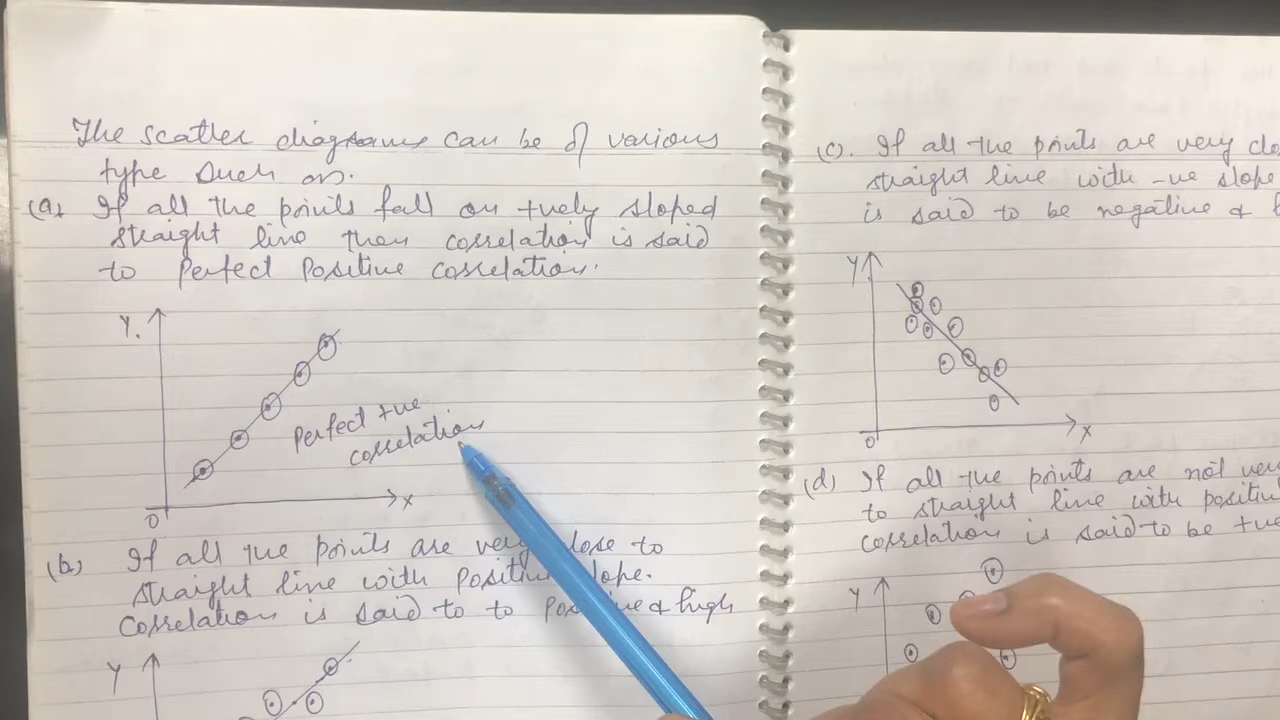 The scatter diagrams can be of various
type such as.
(a) If all the points fall on +vely sloped
straight line then correlation is said
to Perfect Positive correlation.
Y.
Perfect +ve
correlation
X
O
(b) If all the points are very close to
straight line with positive slope.
Correlation is said to to positive & high
Y
(c). If all the points are very clo
straight line with -ve slope
is said to be negative &
Y
O
X
(d) If all the points are not very
to straight line with positiv
correlation is said to be +ve
Y